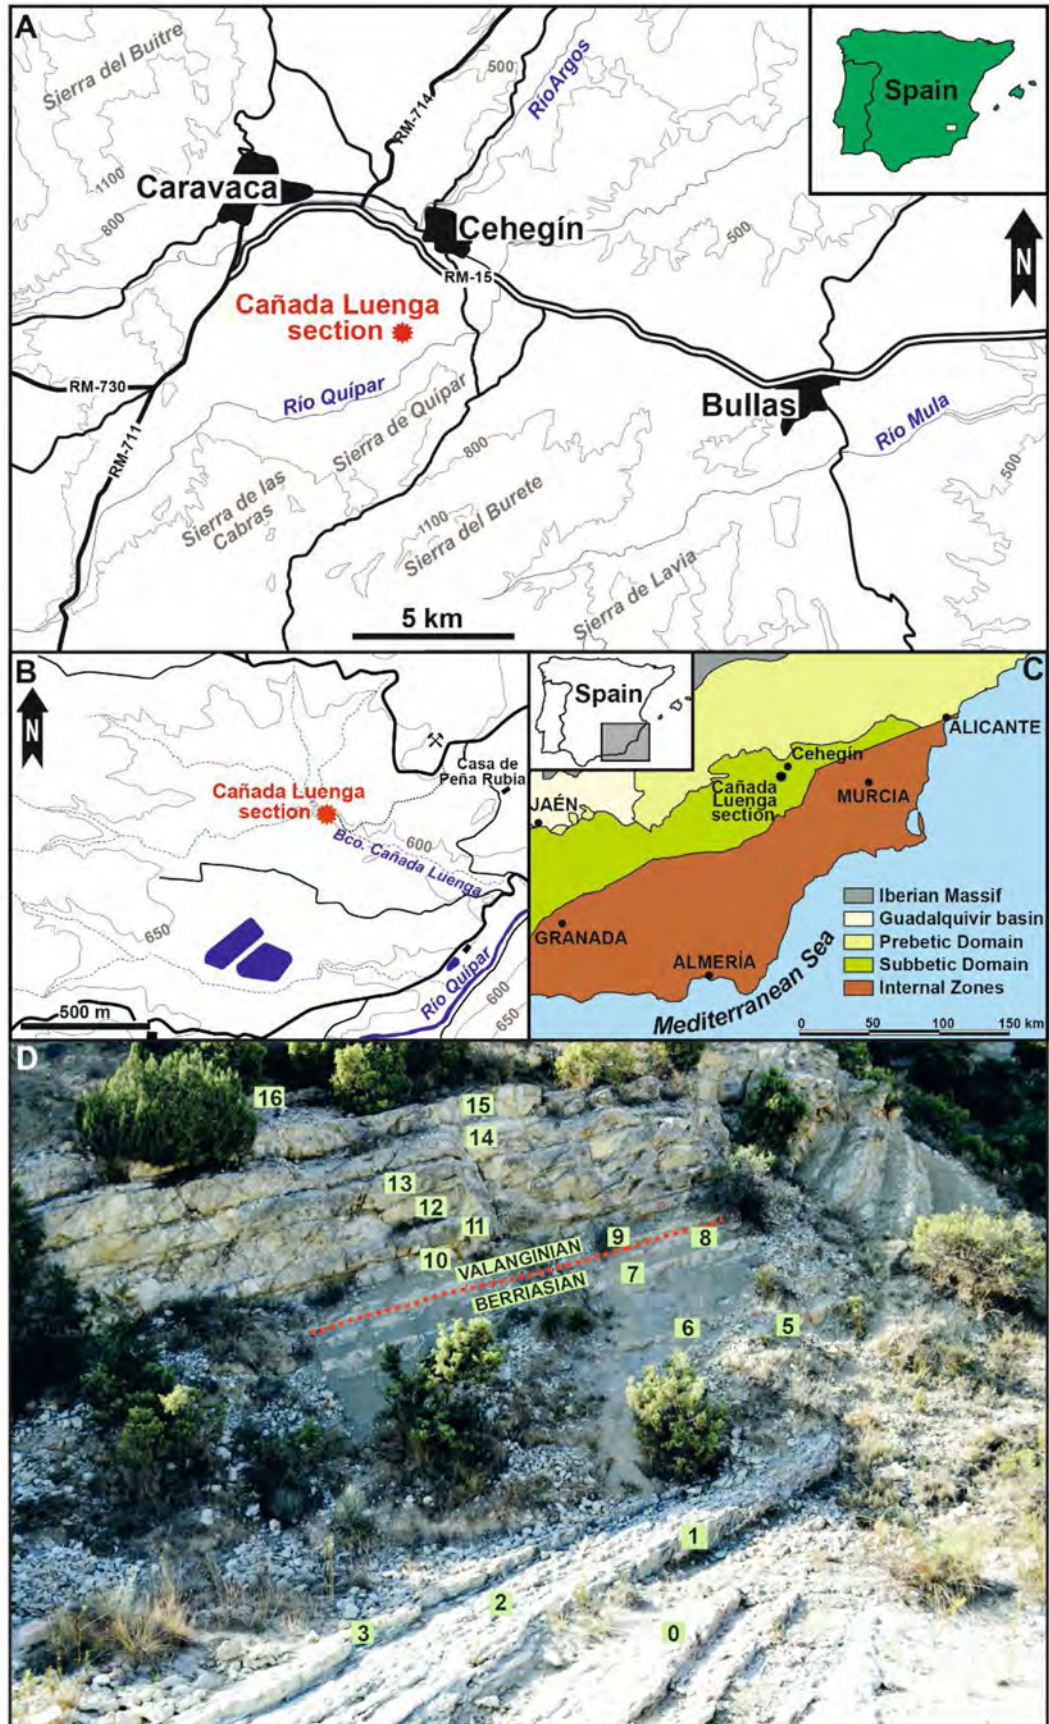 A
Sierra del Buitre
500
Río Argos
RM-714
Spain
1100
Caravaca
800
Cehegín
500
N
RM-15
Cañada Luenga
section
RM-730
Río Quípar
Bullas
Río Mula
Sierra de Quipar
RM-711
800
500
Sierra de las
Cabras
1100
Sierra del Burete
Sierra de Lavia
5 km
B
N
Casa de
Peña Rubia
Cañada Luenga
section
600
Bco. Cañada Luenga
650
Río Quípar
600
650
500 m
C
Spain
ALICANTE
Cehegín
Cañada
Luenga
section
JAÉN
MURCIA
GRANADA
ALMERÍA
Mediterranean Sea
Iberian Massif
Guadalquivir basin
Prebetic Domain
Subbetic Domain
Internal Zones
0 50 100 150 km
D
16
15
14
13
12
11
10
VALANGINIAN
BERRIASIAN
9
8
7
6
5
1
2
3
0